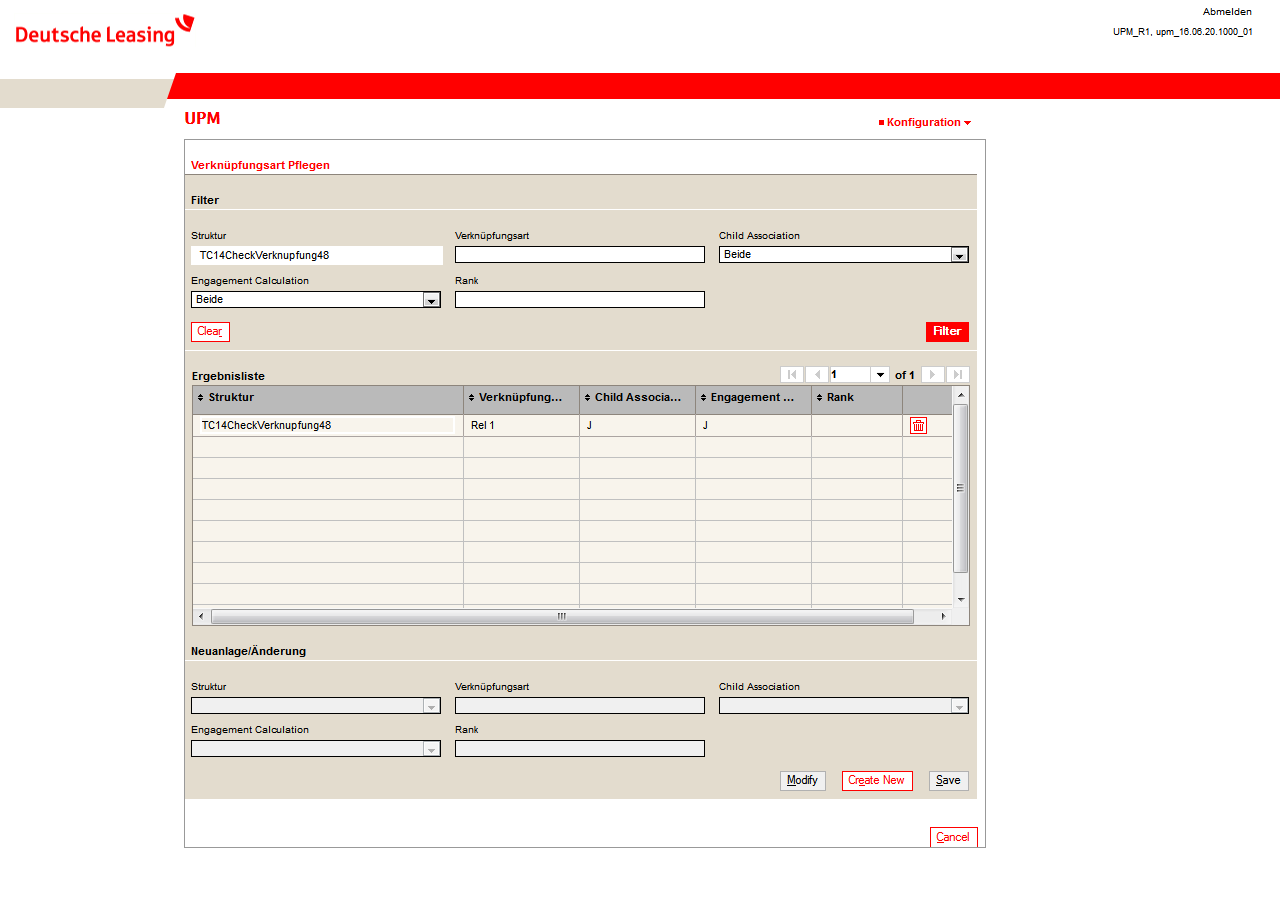 Deutsche Leasing
Abmelden
UPM_R1, upm_16.06.20.1000_01
UPM
Konfiguration
Verknüpfungsart Pflegen
Filter
Struktur Verknüpfungsart Child Association
TC14CheckVerknupfung48 Beide
Engagement Calculation Rank
Beide
Clear Filter
Ergebnisliste 1 of 1
Struktur Verknüpfung... Child Associa... Engagement ... Rank
TC14CheckVerknupfung48 Rel 1 J J
Neuanlage/Änderung
Struktur Verknüpfungsart Child Association
Engagement Calculation Rank
Modify Create New Save
Cancel